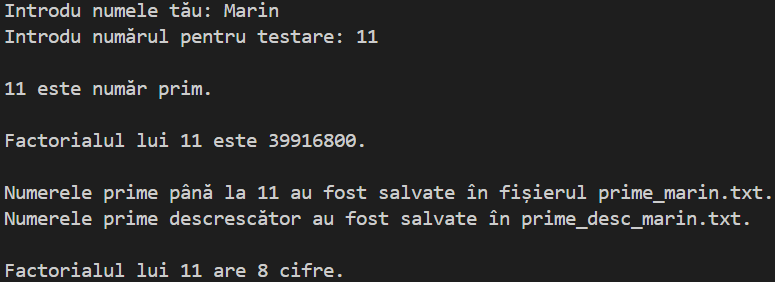 Introdu numele tău: Marin
Introdu numărul pentru testare: 11
11 este număr prim.
Factorialul lui 11 este 39916800.
Numerele prime până la 11 au fost salvate în fișierul prime_marin.txt.
Numerele prime descrescător au fost salvate în prime_desc_marin.txt.
Factorialul lui 11 are 8 cifre.